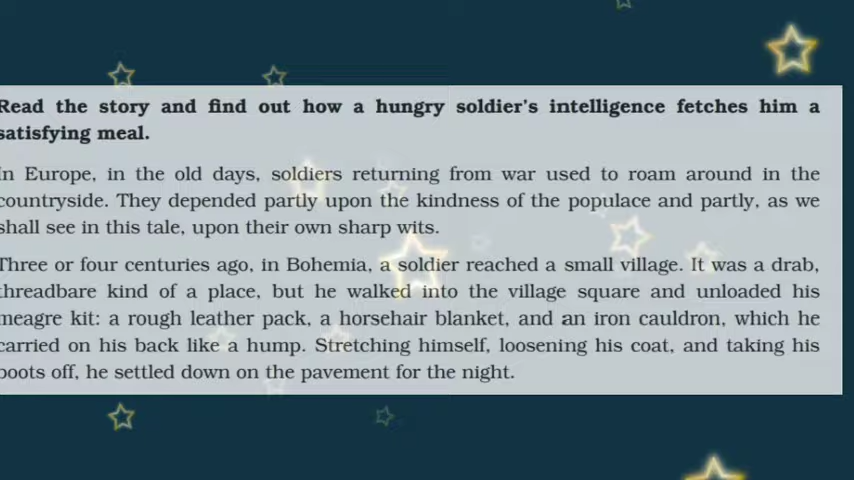 Read the story and find out how a hungry soldier's intelligence fetches him a
satisfying meal.
In Europe, in the old days, soldiers returning from war used to roam around in the
countryside. They depended partly upon the kindness of the populace and partly, as we
shall see in this tale, upon their own sharp wits.
Three or four centuries ago, in Bohemia, a soldier reached a small village. It was a drab,
threadbare kind of a place, but he walked into the village square and unloaded his
meagre kit: a rough leather pack, a horsehair blanket, and an iron cauldron, which he
carried on his back like a hump. Stretching himself, loosening his coat, and taking his
boots off, he settled down on the pavement for the night.